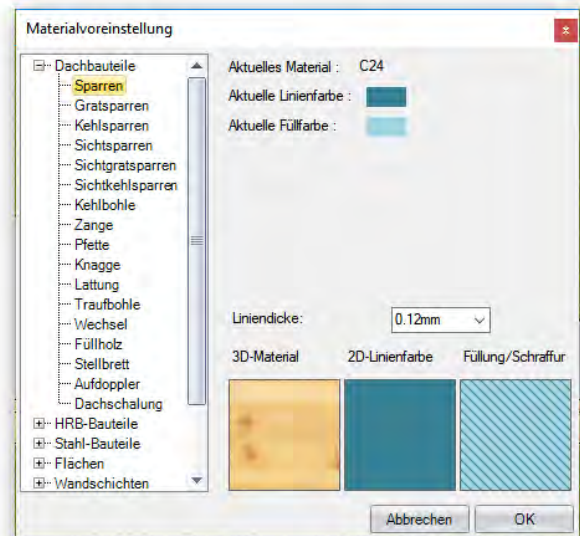 Materialvoreinstellung
Dachbauteile
Sparren
Gratsparren
Kehlsparren
Sichtsparren
Sichtgratsparren
Sichtkehlsparren
Kehlbohle
Zange
Pfette
Knagge
Lattung
Traufbohle
Wechsel
Füllholz
Stellbrett
Aufdoppler
Dachschalung
HRB-Bauteile
Stahl-Bauteile
Flächen
Wandschichten
Aktuelles Material : C24
Aktuelle Linienfarbe :
Aktuelle Füllfarbe :
Liniendicke: 0.12mm
3D-Material 2D-Linienfarbe Füllung/Schraffur
Abbrechen OK